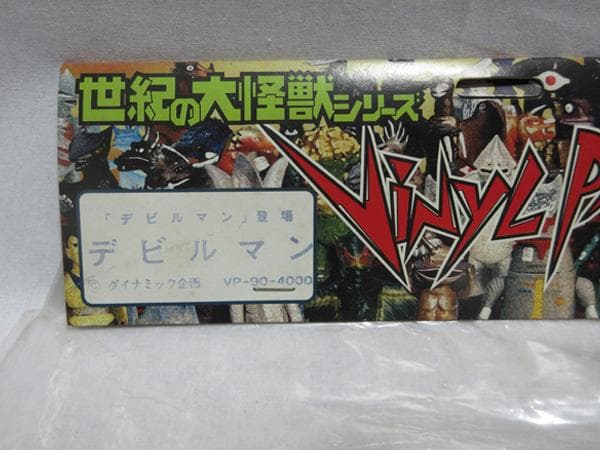 世紀の大怪獣シリーズ
VINYL P
「デビルマン」登場
デビルマン
ダイナミック企画 VP-90-4000